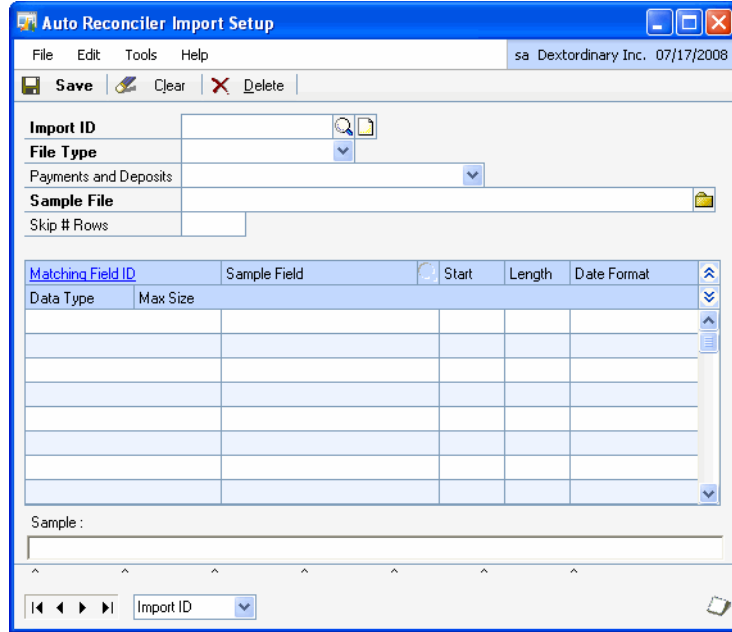 Auto Reconciler Import Setup
File Edit Tools Help sa Dextordinary Inc. 07/17/2008
Save Clear Delete
Import ID
File Type
Payments and Deposits
Sample File
Skip # Rows
Matching Field ID Sample Field Start Length Date Format
Data Type Max Size
Sample :
^ ^ ^ ^ ^ ^ ^
Import ID